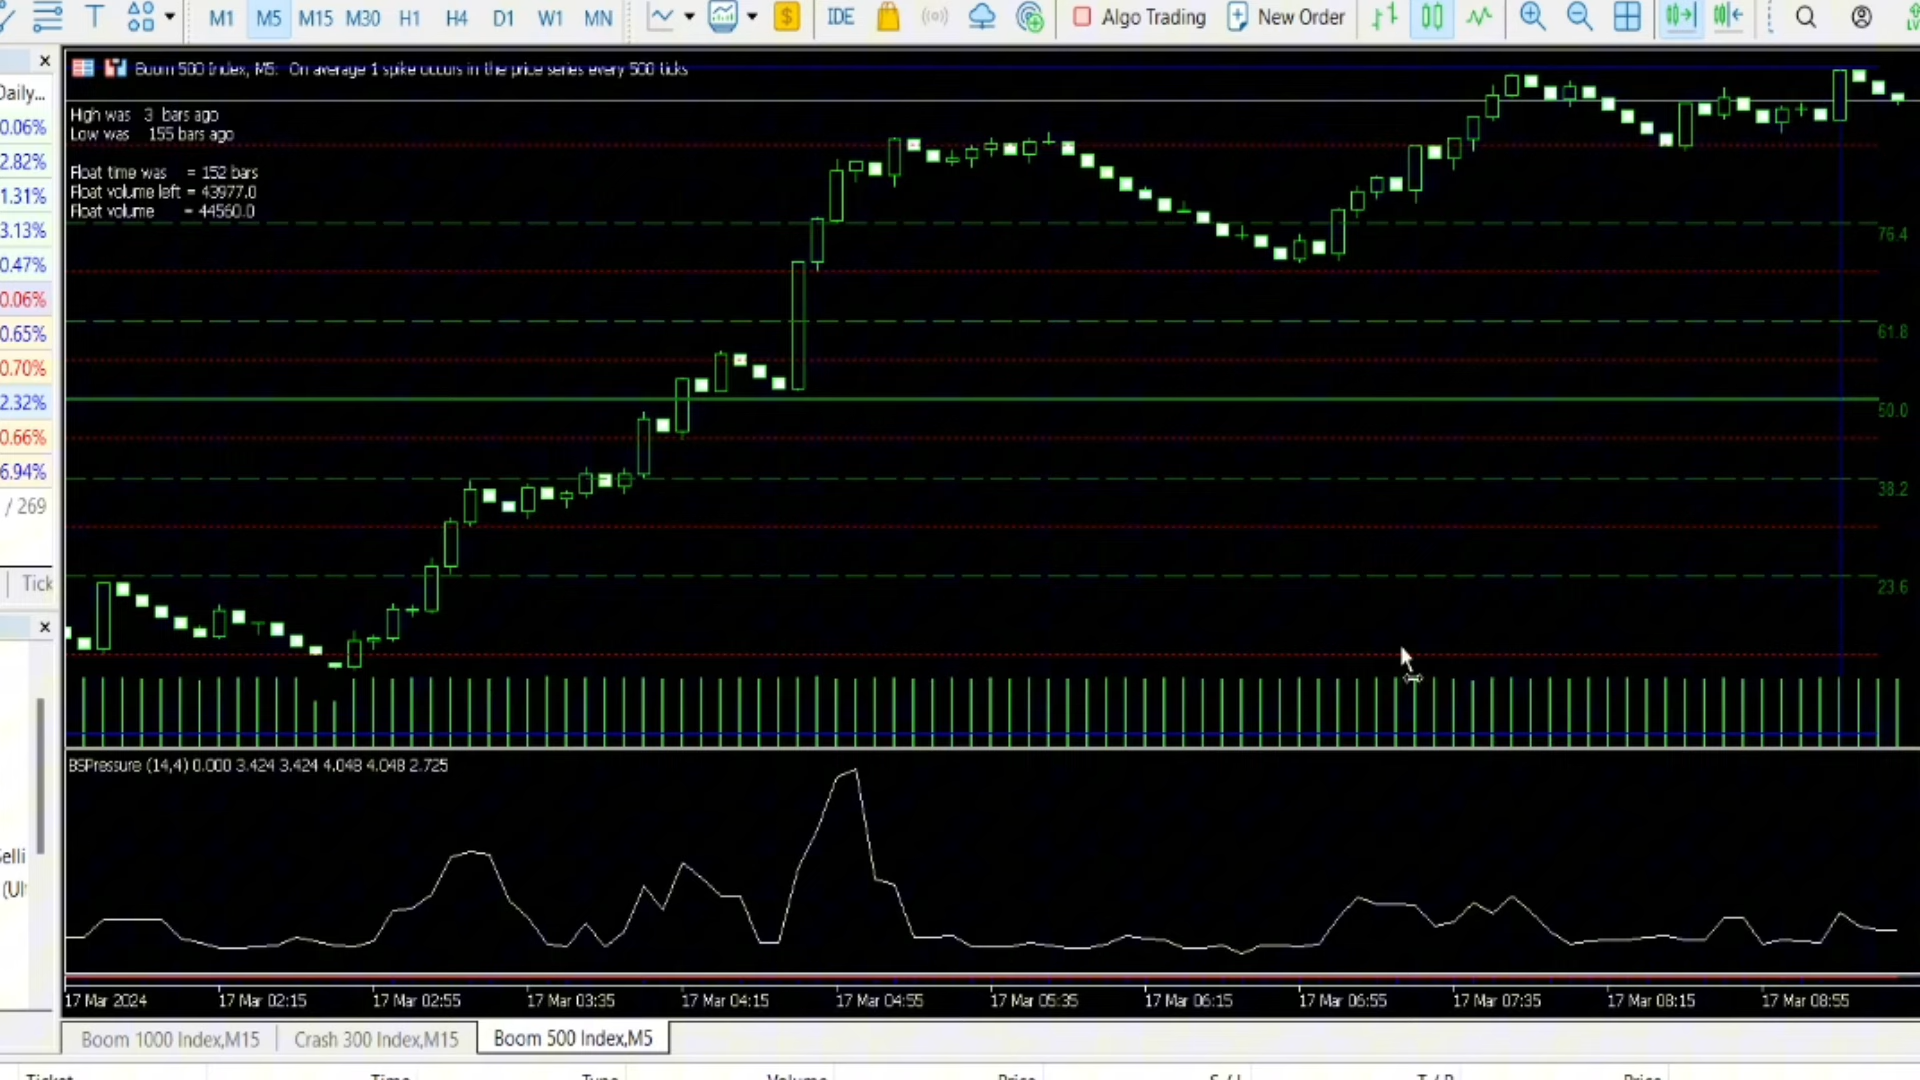 T M1 M5 M15 M30 H1 H4 D1 W1 MN $ IDE Algo Trading New Order
Daily...
0.06%
2.82%
1.31%
3.13%
0.47%
0.06%
0.65%
0.70%
2.32%
0.66%
6.94%
/ 269
Tick
Selli
Boom 500 Index, M5: On average 1 spike occurs in the price series every 500 ticks
High was 3 bars ago
Low was 155 bars ago
Float time was = 152 bars
Float volume left = 43977.0
Float volume = 44560.0
76.4
61.8
50.0
38.2
23.6
BSPressure (14,4) 0.000 3.424 3.424 4.048 4.048 2.725
17 Mar 2024 17 Mar 02:15 17 Mar 02:55 17 Mar 03:35 17 Mar 04:15 17 Mar 04:55 17 Mar 05:35 17 Mar 06:15 17 Mar 06:55 17 Mar 07:35 17 Mar 08:15 17 Mar 08:55
Boom 1000 Index,M15 Crash 300 Index,M15 Boom 500 Index,M5
Ticket Time Type Volume Price S / L T / P Price